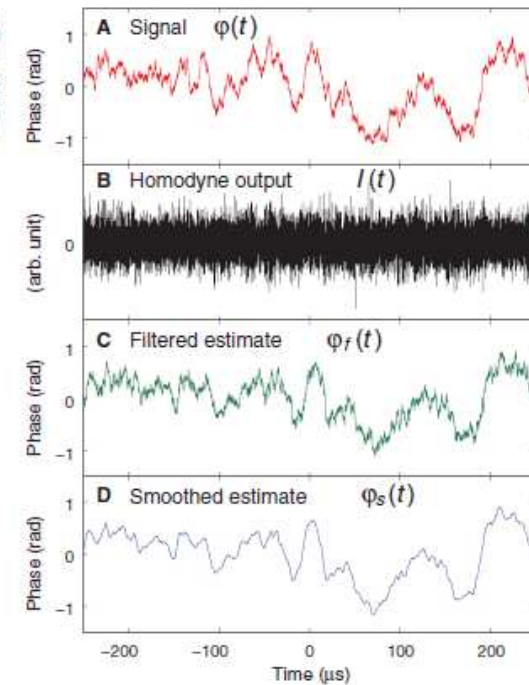 A Signal φ(t)
1
0
−1
Phase (rad)
B Homodyne output I(t)
0
(arb. unit)
C Filtered estimate φf(t)
1
0
−1
Phase (rad)
D Smoothed estimate φs(t)
1
0
−1
Phase (rad)
−200 −100 0 100 200
Time (μs)